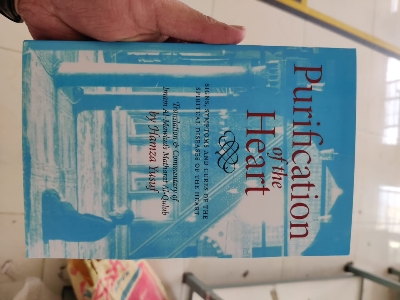 Purification
of the
Heart
SIGNS, SYMPTOMS AND CURES OF THE
SPIRITUAL DISEASES OF THE HEART
Translation & Commentary of
Imam Al-Mawlud's Matharat al-Qulub
by Hamza Yusuf